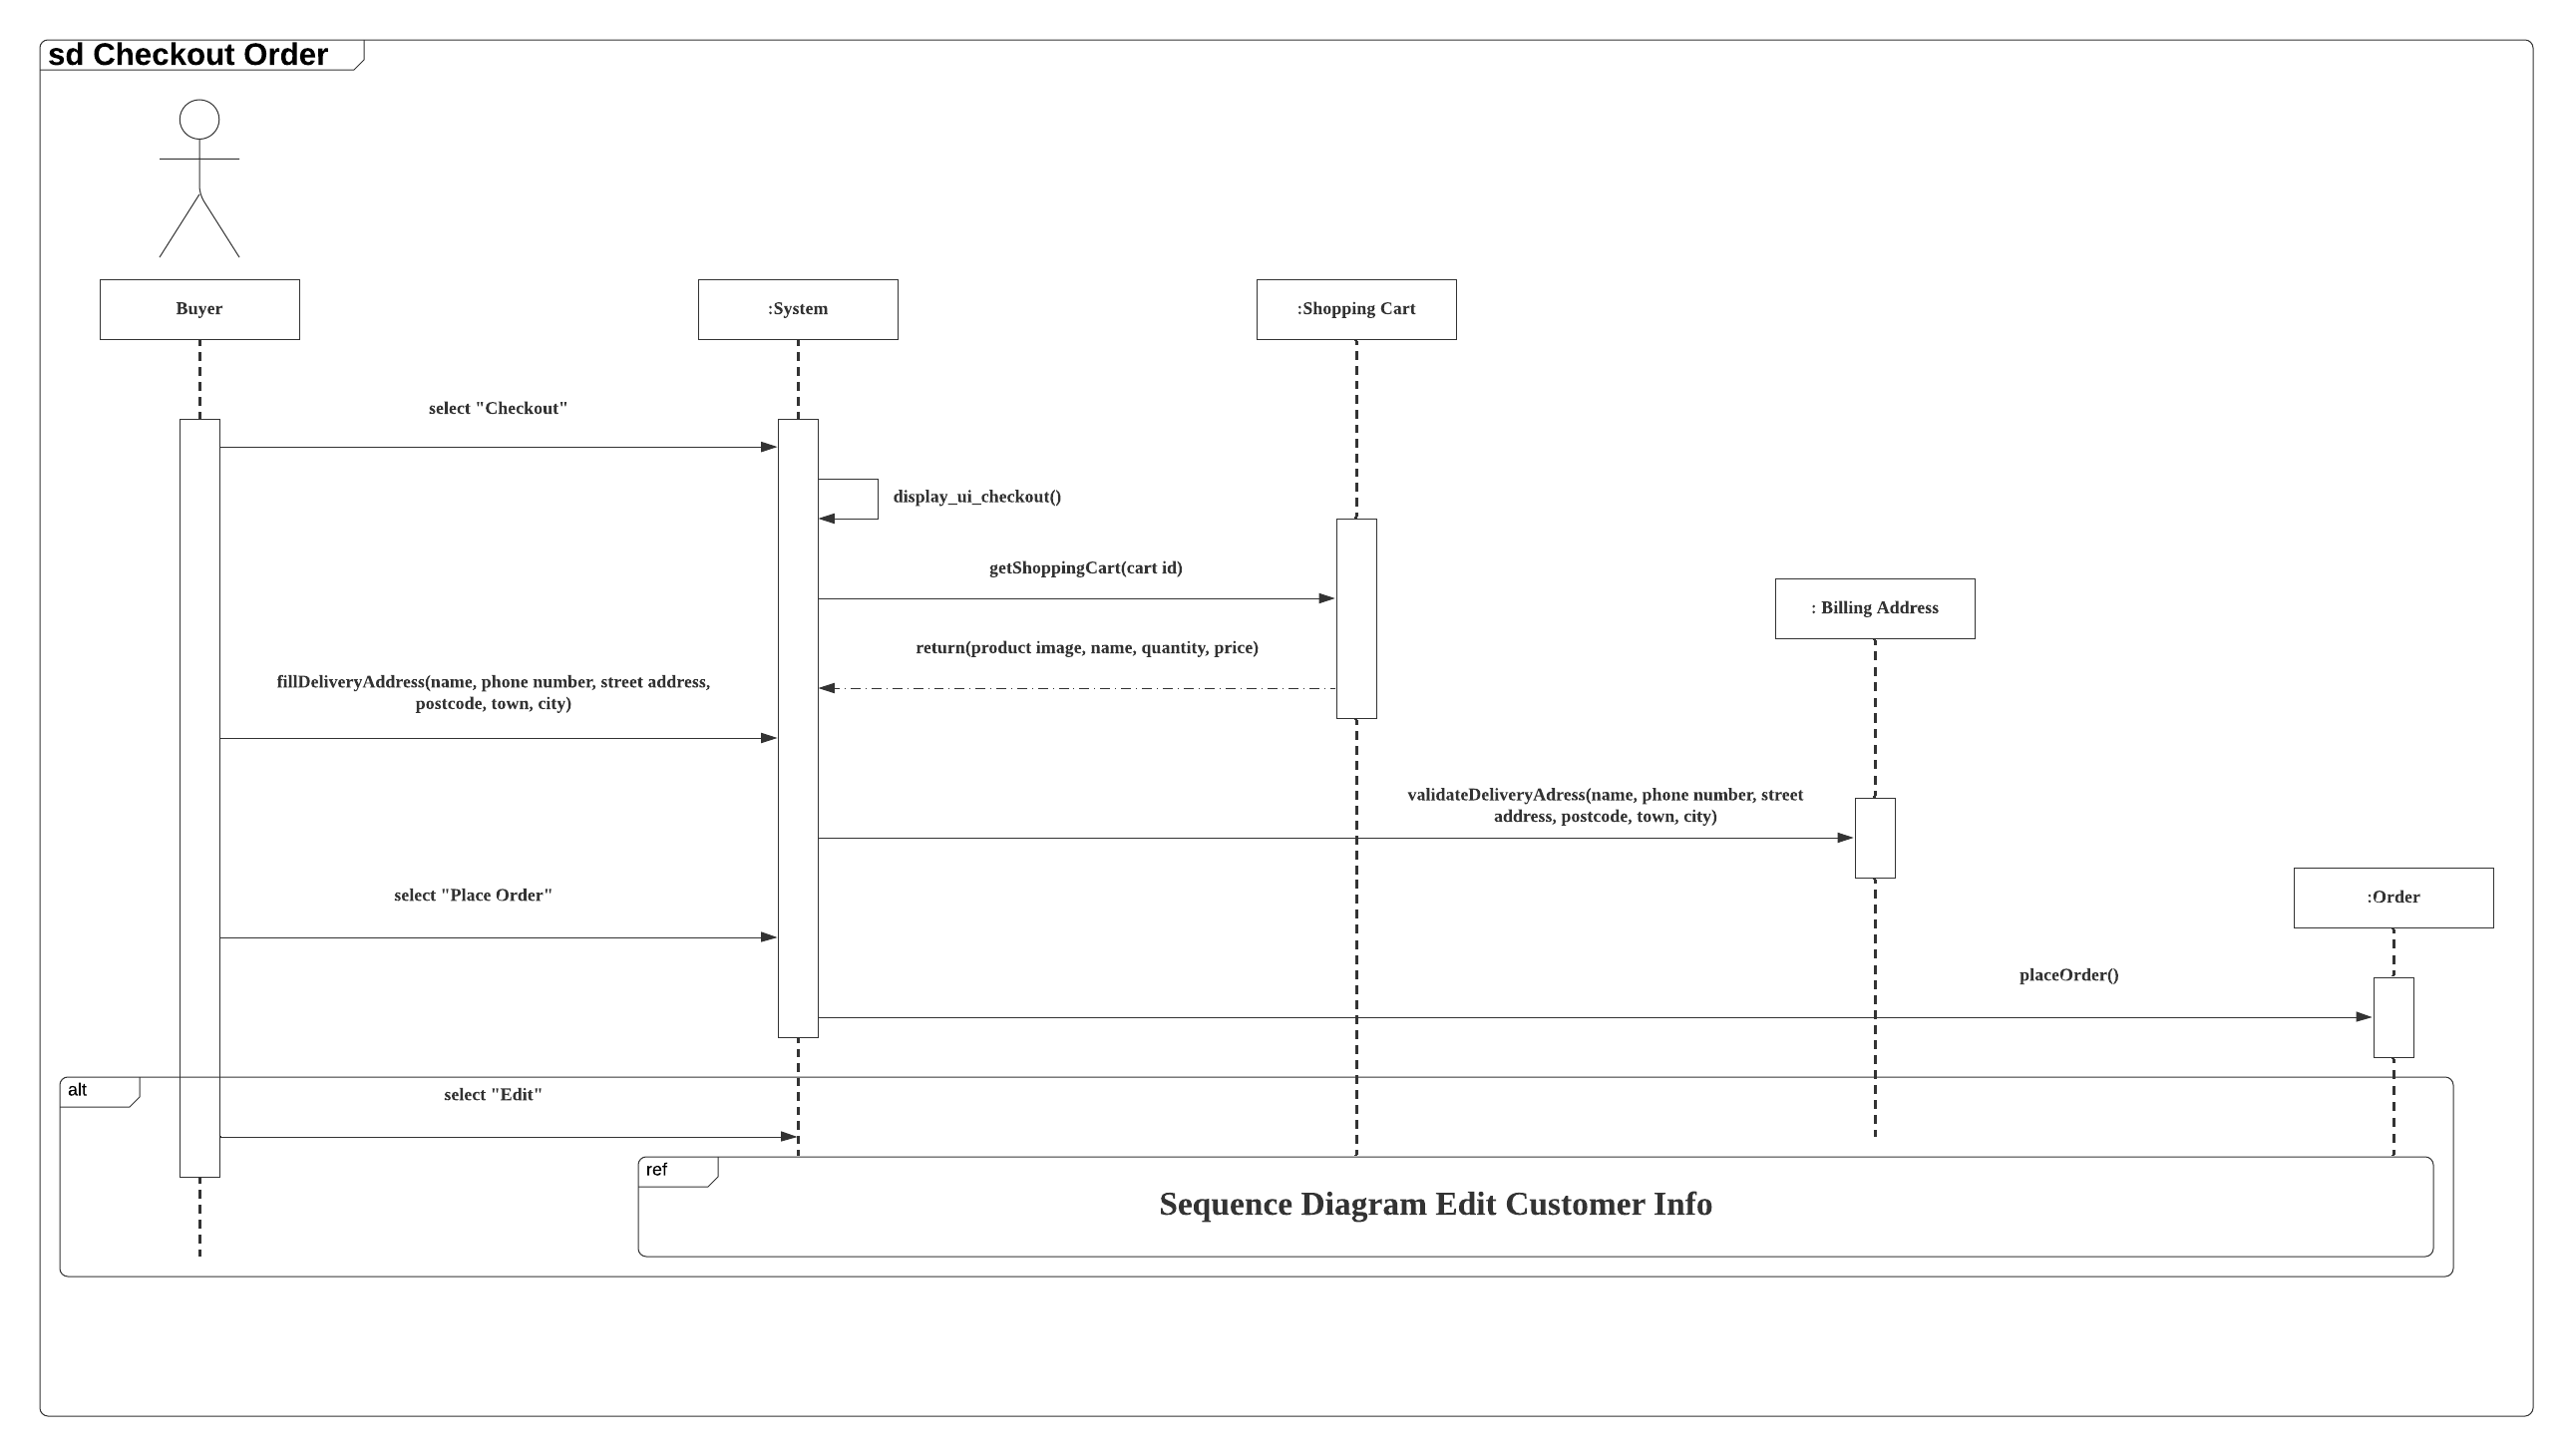 sd Checkout Order
Buyer
:System
:Shopping Cart
select "Checkout"
display_ui_checkout()
getShoppingCart(cart id)
: Billing Address
return(product image, name, quantity, price)
fillDeliveryAddress(name, phone number, street address,
postcode, town, city)
validateDeliveryAdress(name, phone number, street
address, postcode, town, city)
select "Place Order"
:Order
placeOrder()
alt
select "Edit"
ref
Sequence Diagram Edit Customer Info